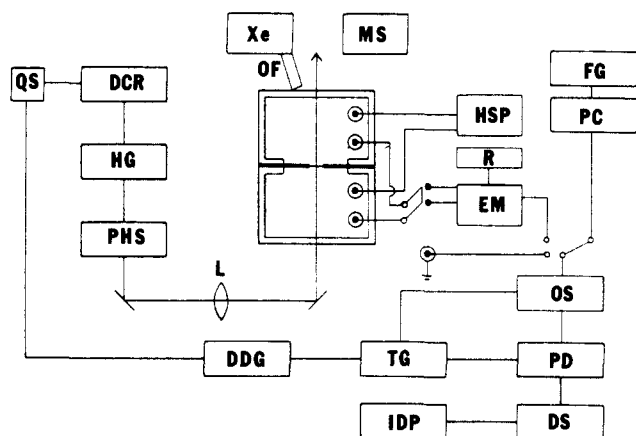 Xe
MS
OF
QS
DCR
FG
HSP
PC
HG
R
EM
PHS
L
OS
DDG
TG
PD
IDP
DS